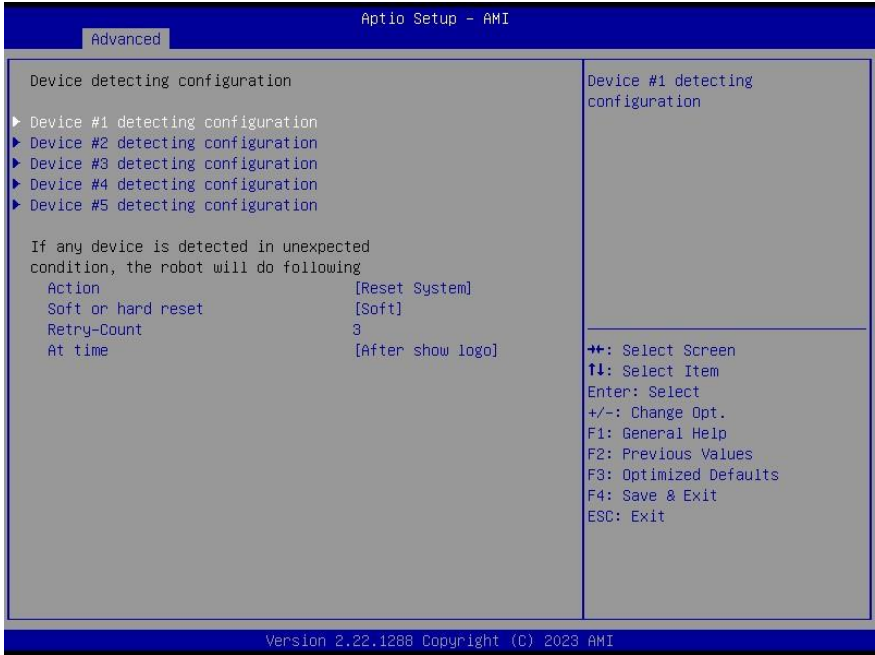 Aptio Setup - AMI
Advanced
Device detecting configuration
Device #1 detecting configuration
Device #2 detecting configuration
Device #3 detecting configuration
Device #4 detecting configuration
Device #5 detecting configuration
If any device is detected in unexpected
condition, the robot will do following
Action [Reset System]
Soft or hard reset [Soft]
Retry-Count 3
At time [After show logo]
Device #1 detecting
configuration
→←: Select Screen
↑↓: Select Item
Enter: Select
+/-: Change Opt.
F1: General Help
F2: Previous Values
F3: Optimized Defaults
F4: Save & Exit
ESC: Exit
Version 2.22.1288 Copyright (C) 2023 AMI